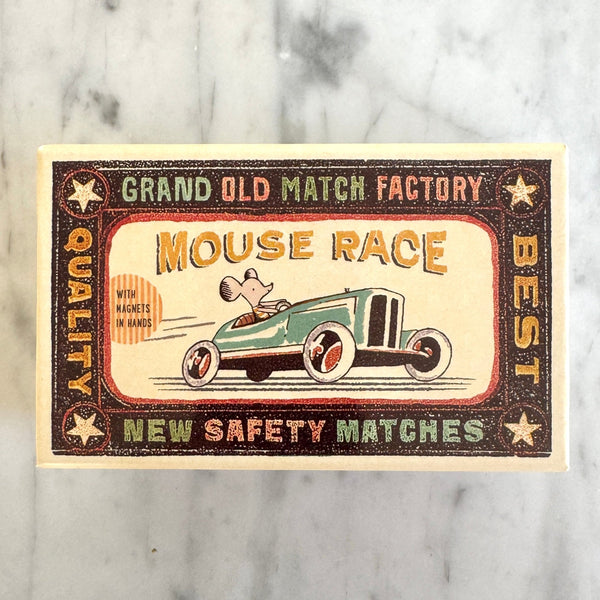 GRAND OLD MATCH FACTORY
QUALITY
MOUSE RACE
WITH
MAGNETS
IN HANDS
BEST
NEW SAFETY MATCHES